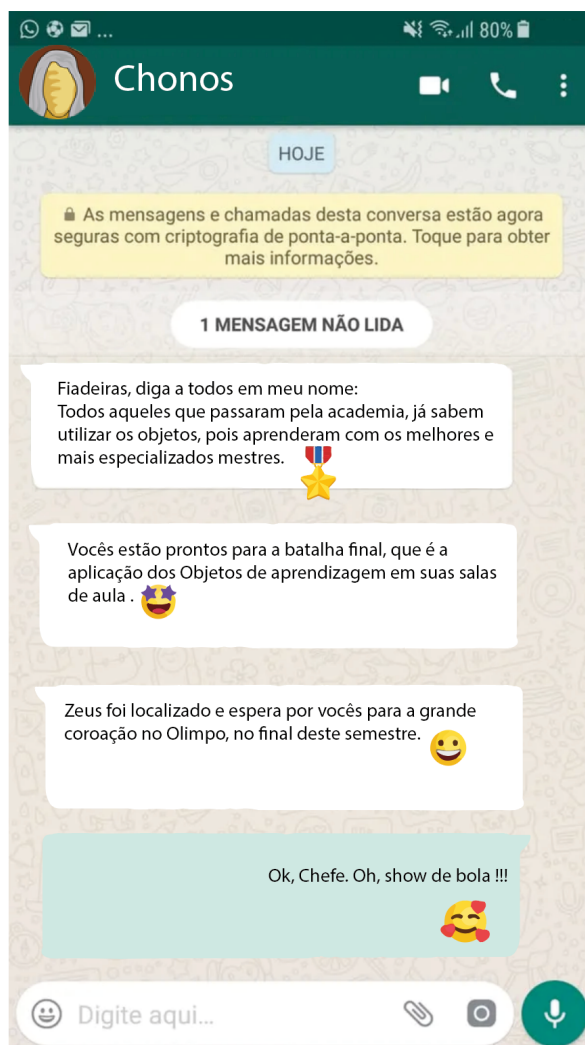 ... 80%
Chonos
HOJE
As mensagens e chamadas desta conversa estão agora
seguras com criptografia de ponta-a-ponta. Toque para obter
mais informações.
1 MENSAGEM NÃO LIDA
Fiadeiras, diga a todos em meu nome:
Todos aqueles que passaram pela academia, já sabem
utilizar os objetos, pois aprenderam com os melhores e
mais especializados mestres.
Vocês estão prontos para a batalha final, que é a
aplicação dos Objetos de aprendizagem em suas salas
de aula .
Zeus foi localizado e espera por vocês para a grande
coroação no Olimpo, no final deste semestre.
Ok, Chefe. Oh, show de bola !!!
Digite aqui...